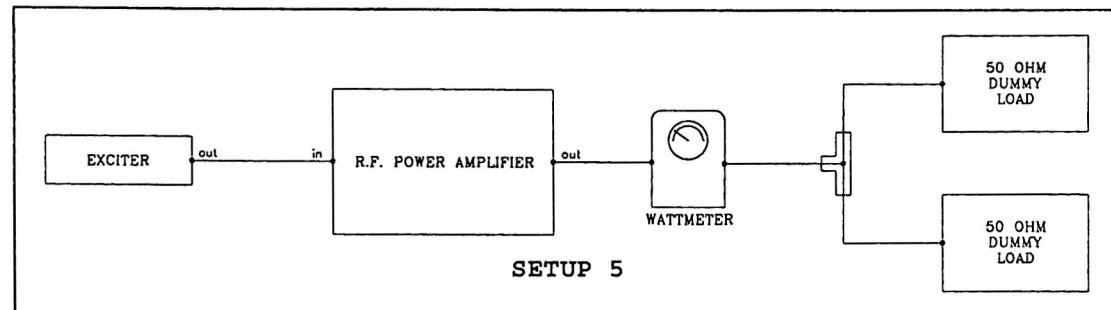 50 OHM
DUMMY
LOAD
EXCITER
out
in
R.F. POWER AMPLIFIER
out
WATTMETER
50 OHM
DUMMY
LOAD
SETUP 5